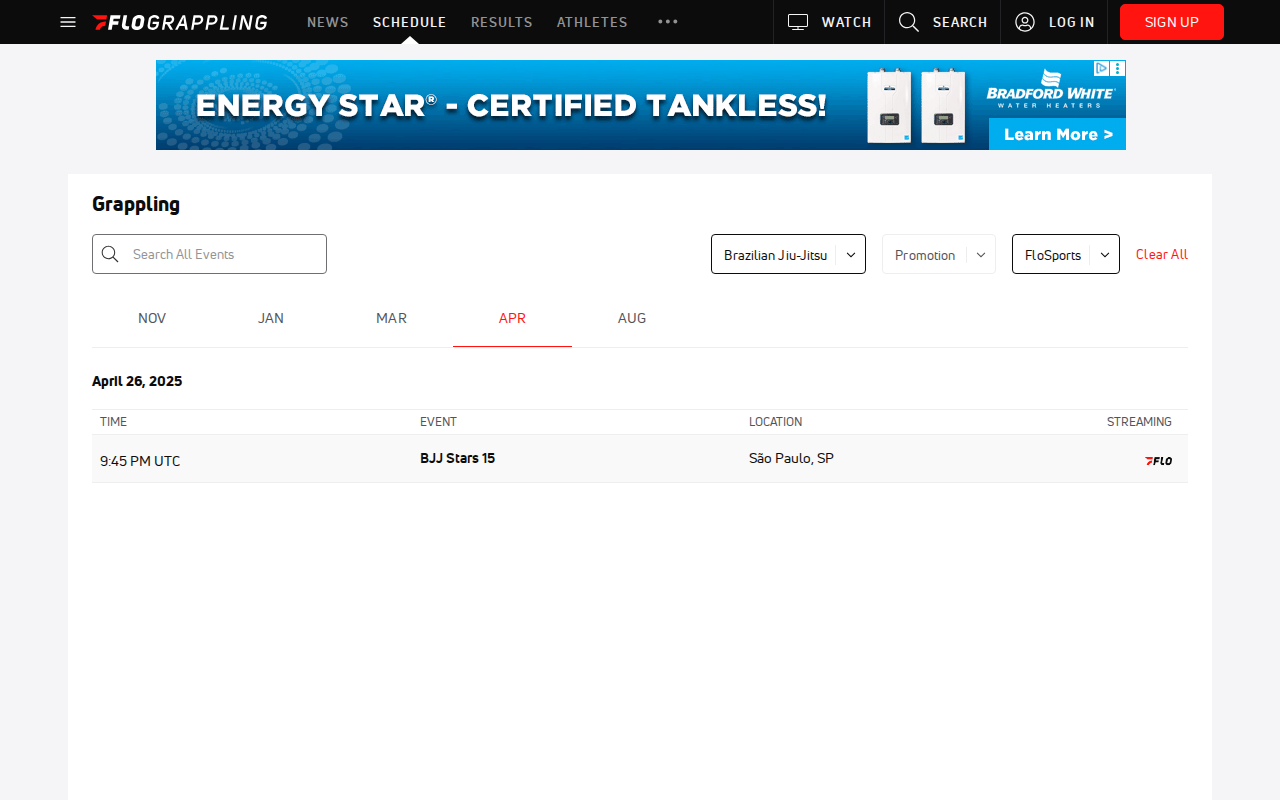 FLOGRAPPLING NEWS SCHEDULE RESULTS ATHLETES WATCH SEARCH LOG IN SIGN UP
ENERGY STAR® - CERTIFIED TANKLESS!
BRADFORD WHITE
WATER HEATERS
Learn More >
Grappling
Search All Events Brazilian Jiu-Jitsu Promotion FloSports Clear All
NOV JAN MAR APR AUG
April 26, 2025
TIME EVENT LOCATION STREAMING
9:45 PM UTC BJJ Stars 15 São Paulo, SP FLO